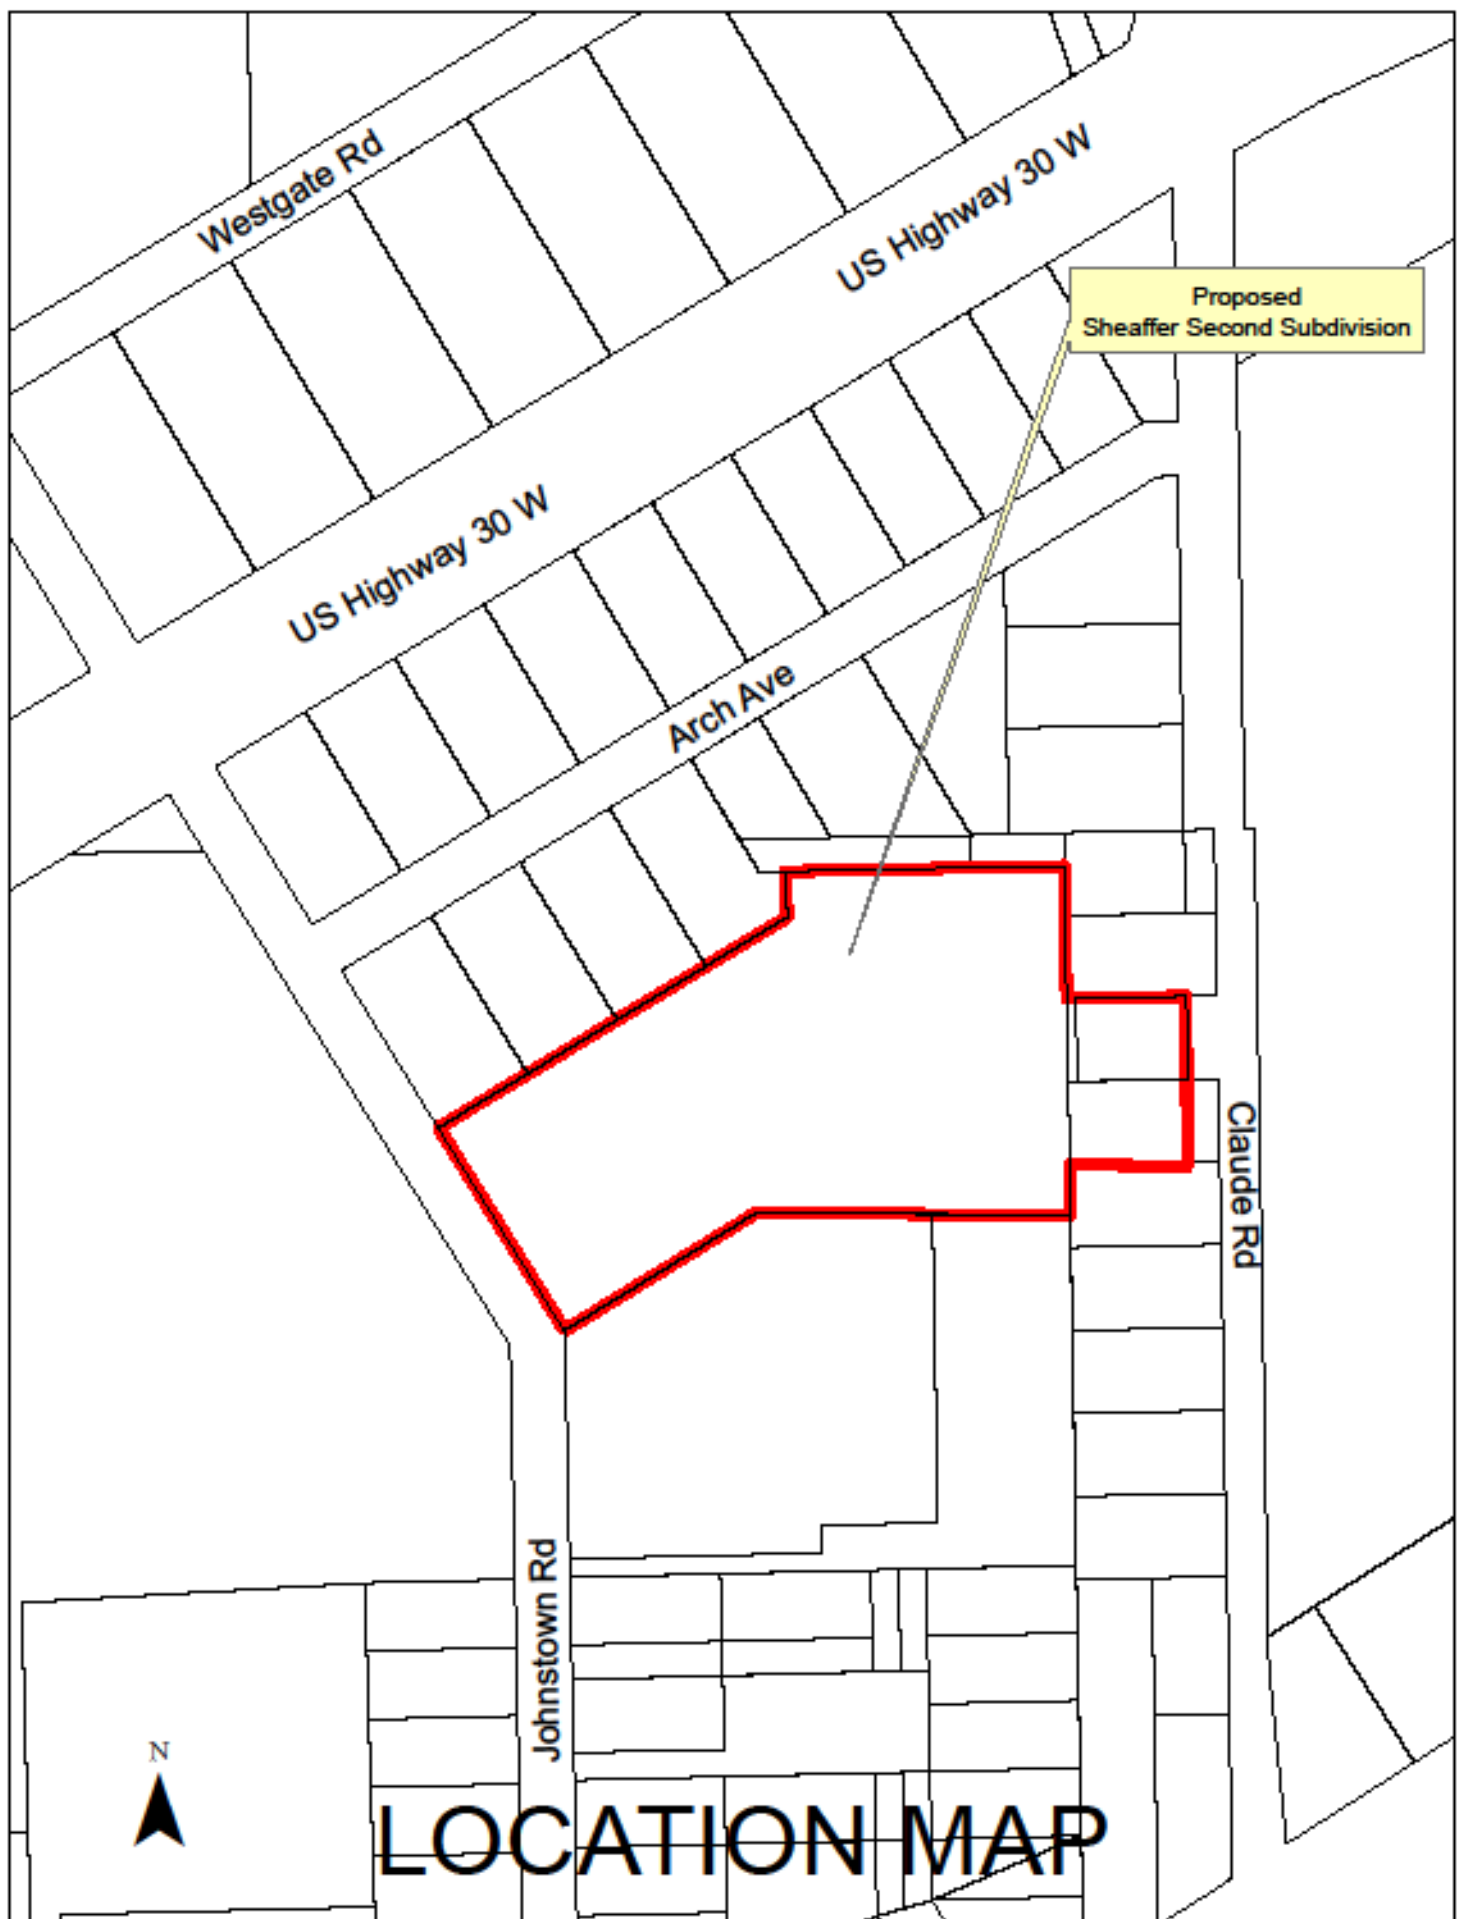 Westgate Rd
US Highway 30 W
Proposed
Sheaffer Second Subdivision
US Highway 30 W
Arch Ave
Claude Rd
Johnstown Rd
N
LOCATION MAP